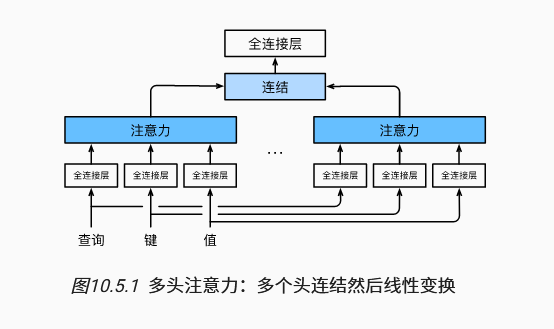 全连接层
连结
注意力 注意力
...
全连接层 全连接层 全连接层 全连接层 全连接层 全连接层
查询 键 值
图10.5.1 多头注意力：多个头连结然后线性变换